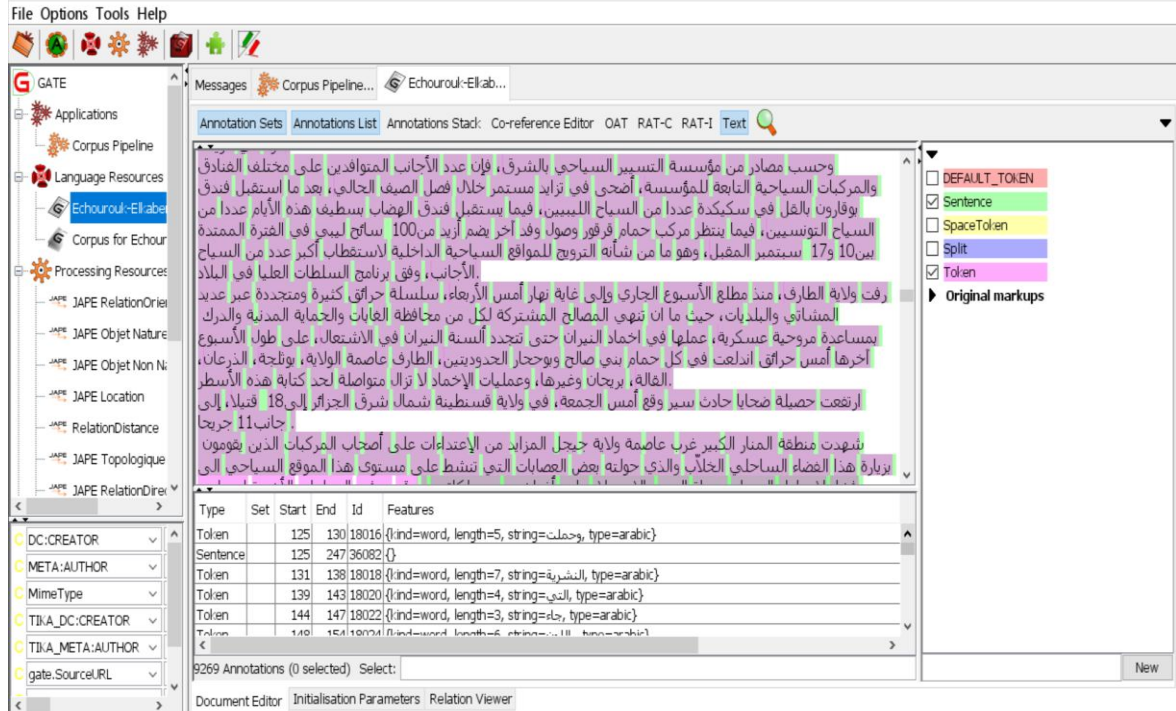 File Options Tools Help
GATE
Applications
Corpus Pipeline
Language Resources
Echourouk-Elkaber
Corpus for Echour
Processing Resources
JAPE RelationOrie
JAPE Objet Nature
JAPE Objet Non Na
JAPE Location
RelationDistance
JAPE Topologique
JAPE RelationDirec
DC:CREATOR
META:AUTHOR
MimeType
TIKA_DC:CREATOR
TIKA_META:AUTHOR
gate.SourceURL
Messages Corpus Pipeline... Echourouk-Elkab...
Annotation Sets Annotations List Annotations Stack Co-reference Editor OAT RAT-C RAT-I Text
وحسب مصادر من مؤسسة التسيير السياحي بالشرق، فإن عدد الأجانب المتوافدين على مختلف الفنادق
والمركبات السياحية التابعة للمؤسسة، أضحى في تزايد مستمر خلال فصل الصيف الحالي، بعد ما استقبل فندق
بوقارون بالقل في سكيكدة عددا من السياح الليبيين، فيما يستقبل فندق الهضاب بسطيف هذه الأيام عددا من
السياح التونسيين، فيما ينتظر مركب حمام قرقور وصول وفد آخر يضم أزيد من100 سائح ليبي في الفترة الممتدة
بين10 و17 سبتمبر المقبل، وهو ما من شأنه الترويج للمواقع السياحية الداخلية لاستقطاب أكبر عدد من السياح
الأجانب، وفق برنامج السلطات العليا في البلاد.
رفت ولاية الطارف، منذ مطلع الأسبوع الجاري وإلى غاية نهار أمس الأربعاء، سلسلة حرائق كثيرة ومتجددة عبر عديد
المشاتي والبلديات، حيث ما ان تنهي المصالح المشتركة لكل من محافظة الغابات والحماية المدنية والدرك
بمساعدة مروحية عسكرية، عملها في اخماد النيران حتى تتجدد ألسنة النيران في الاشتعال، على طول الأسبوع
آخرها أمس حرائق اندلعت في كل حمام بني صالح وبوحجار الحدوديتين، الطارف عاصمة الولاية، بوثلجة، الذرعان،
القالة، بريحان وغيرها، وعمليات الإخماد لا تزال متواصلة لحد كتابة هذه الأسطر.
ارتفعت حصيلة ضحايا حادث سير وقع أمس الجمعة، في ولاية قسنطينة شمال شرق الجزائر إلى18 قتيلا، إلى
جانب11 جريحا .
شهدت منطقة المنار الكبير غرب عاصمة ولاية جيجل المزايد من الإعتداءات على أصحاب المركبات الذين يقومون
بزيارة هذا الفضاء الساحلي الخلاّب والذي حولته بعض العصابات التي تنشط على مستوى هذا الموقع السياحي الى
DEFAULT_TOKEN
Sentence
SpaceToken
Split
Token
Original markups
Type Set Start End Id Features
Token 125 130 18016 {kind=word, length=5, string=وحملت, type=arabic}
Sentence 125 247 36082 {}
Token 131 138 18018 {kind=word, length=7, string=النشرية, type=arabic}
Token 139 143 18020 {kind=word, length=4, string=التي, type=arabic}
Token 144 147 18022 {kind=word, length=3, string=جاء, type=arabic}
Token 148 154 18024 {kind=word, length=6, type=arabic}
9269 Annotations (0 selected) Select:
New
Document Editor Initialisation Parameters Relation Viewer